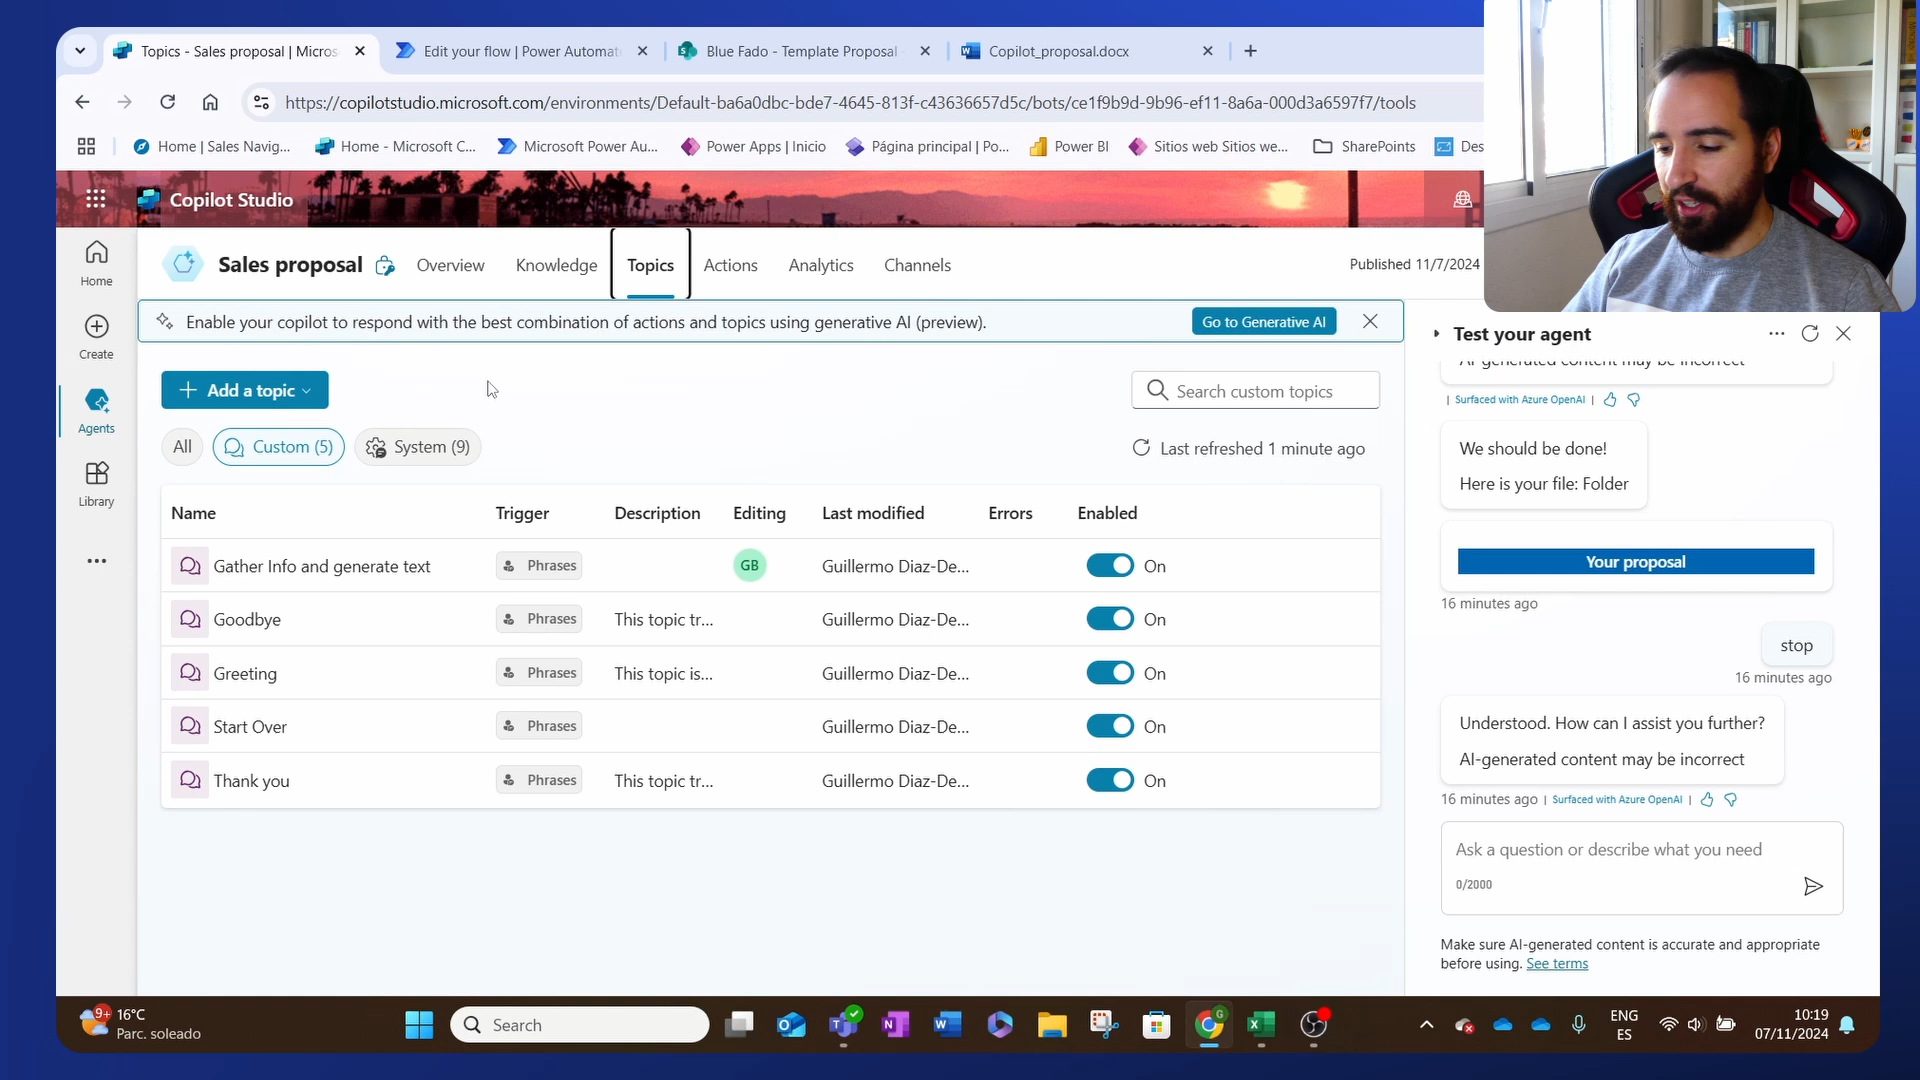 Topics - Sales proposal | Micros
Edit your flow | Power Automat
Blue Fado - Template Proposal
Copilot_proposal.docx
https://copilotstudio.microsoft.com/environments/Default-ba6a0dbc-bde7-4645-813f-c43636657d5c/bots/ce1f9b9d-9b96-ef11-8a6a-000d3a6597f7/tools
Home | Sales Navig...
Home - Microsoft C...
Microsoft Power Au...
Power Apps | Inicio
Página principal | Po...
Power BI
Sitios web Sitios we...
SharePoints
Des
Copilot Studio
Home
Create
Agents
Library
Sales proposal
Overview
Knowledge
Topics
Actions
Analytics
Channels
Published 11/7/2024
Enable your copilot to respond with the best combination of actions and topics using generative AI (preview).
Go to Generative AI
Add a topic
Search custom topics
All
Custom (5)
System (9)
Last refreshed 1 minute ago
Name Trigger Description Editing Last modified Errors Enabled
Gather Info and generate text Phrases GB Guillermo Diaz-De... On
Goodbye Phrases This topic tr... Guillermo Diaz-De... On
Greeting Phrases This topic is... Guillermo Diaz-De... On
Start Over Phrases Guillermo Diaz-De... On
Thank you Phrases This topic tr... Guillermo Diaz-De... On
Test your agent
AI-generated content may be incorrect
| Surfaced with Azure OpenAI |
We should be done!
Here is your file: Folder
Your proposal
16 minutes ago
stop
16 minutes ago
Understood. How can I assist you further?
AI-generated content may be incorrect
16 minutes ago | Surfaced with Azure OpenAI |
Ask a question or describe what you need
0/2000
Make sure AI-generated content is accurate and appropriate
before using. See terms
9+
16°C
Parc. soleado
Search
G
ENG
ES
10:19
07/11/2024